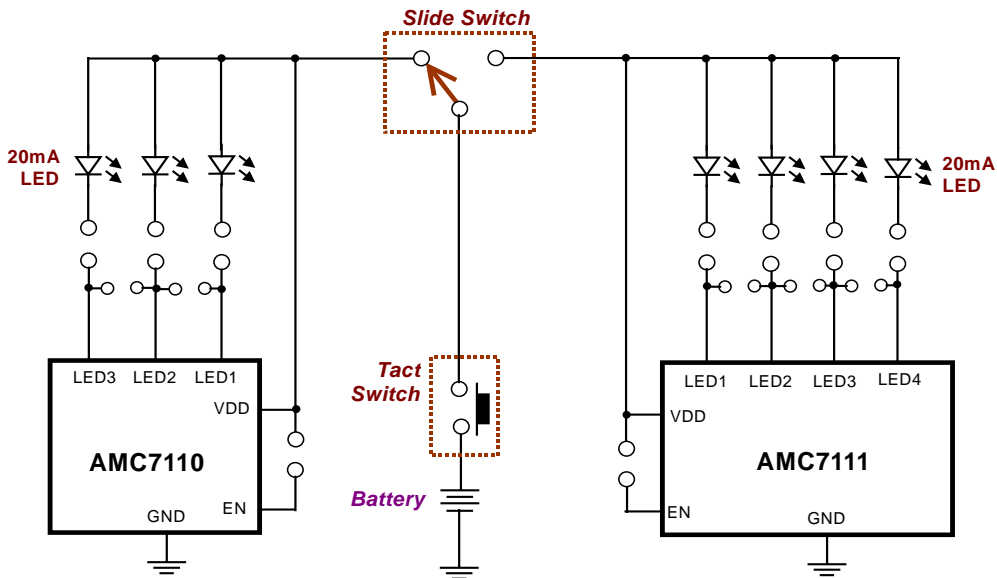 Slide Switch
20mA
LED
20mA
LED
LED3 LED2 LED1
VDD
AMC7110
EN
GND
Tact
Switch
Battery
LED1 LED2 LED3 LED4
VDD
AMC7111
EN
GND